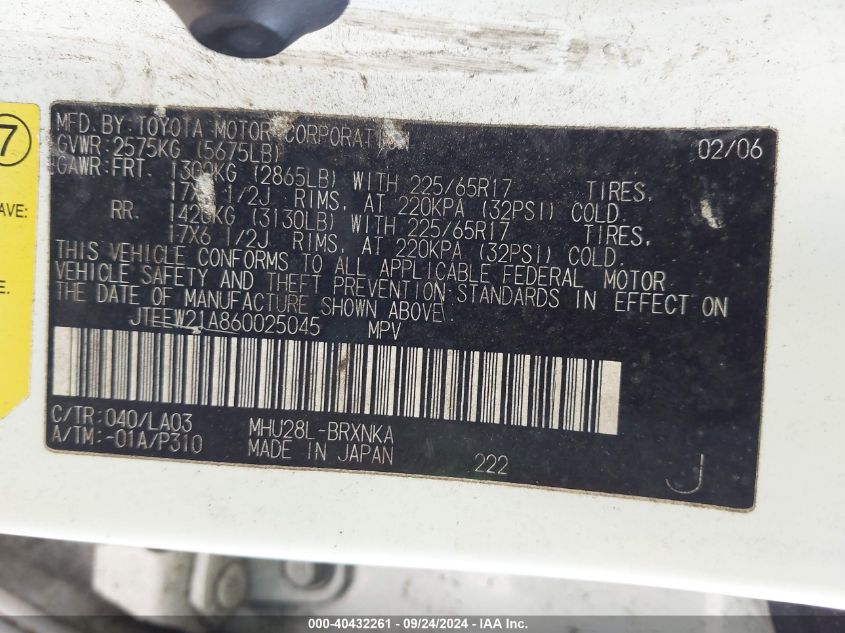 7
AVE:
E.
MFD. BY: TOYOTA MOTOR CORPORATION 02/06
GVWR: 2575KG (5675LB)
GAWR: FRT. 1300KG (2865LB) WITH 225/65R17 TIRES,
17X6 1/2J RIMS, AT 220KPA (32PSI) COLD.
RR. 1420KG (3130LB) WITH 225/65R17 TIRES,
17X6 1/2J RIMS, AT 220KPA (32PSI) COLD.
THIS VEHICLE CONFORMS TO ALL APPLICABLE FEDERAL MOTOR
VEHICLE SAFETY AND THEFT PREVENTION STANDARDS IN EFFECT ON
THE DATE OF MANUFACTURE SHOWN ABOVE.
JTEEW21A860025045 MPV
C/TR: 040/LA03 MHU28L-BRXNKA
A/TM: -01A/P310 MADE IN JAPAN 222 J
000-40432261 - 09/24/2024 - IAA Inc.